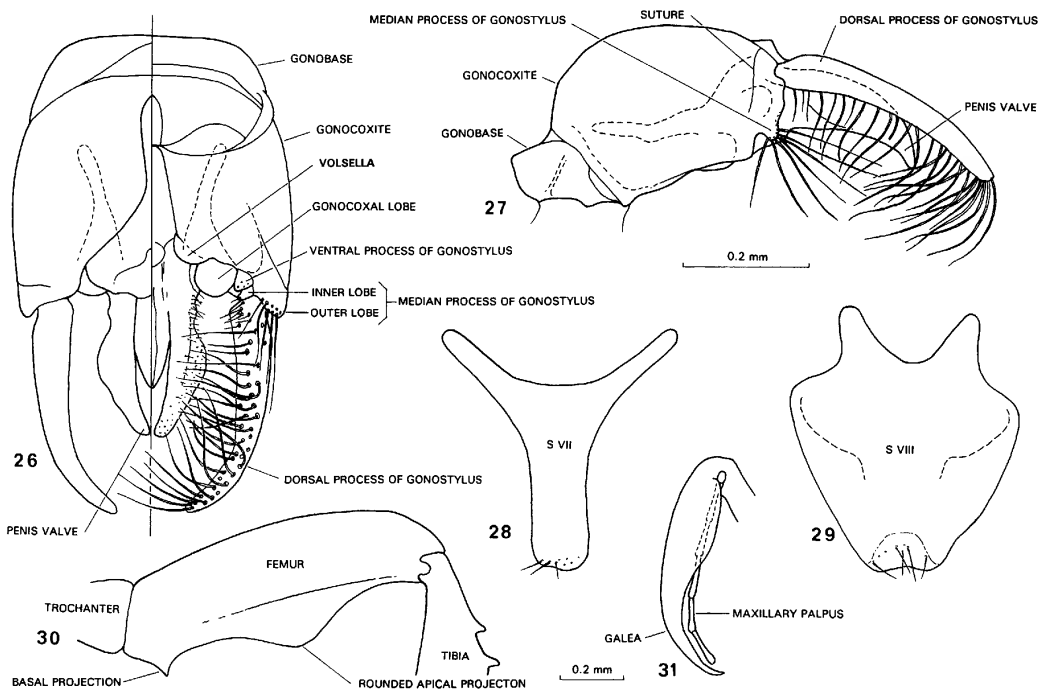 MEDIAN PROCESS OF GONOSTYLUS
SUTURE
DORSAL PROCESS OF GONOSTYLUS
GONOBASE
GONOCOXITE
GONOCOXITE
PENIS VALVE
GONOBASE
VOLSELLA
27
GONOCOXAL LOBE
VENTRAL PROCESS OF GONOSTYLUS
0.2 mm
INNER LOBE
MEDIAN PROCESS OF GONOSTYLUS
OUTER LOBE
26
S VII
S VIII
DORSAL PROCESS OF GONOSTYLUS
28
29
PENIS VALVE
FEMUR
TROCHANTER
MAXILLARY PALPUS
30
GALEA
TIBIA
31
0.2 mm
BASAL PROJECTION
ROUNDED APICAL PROJECTON